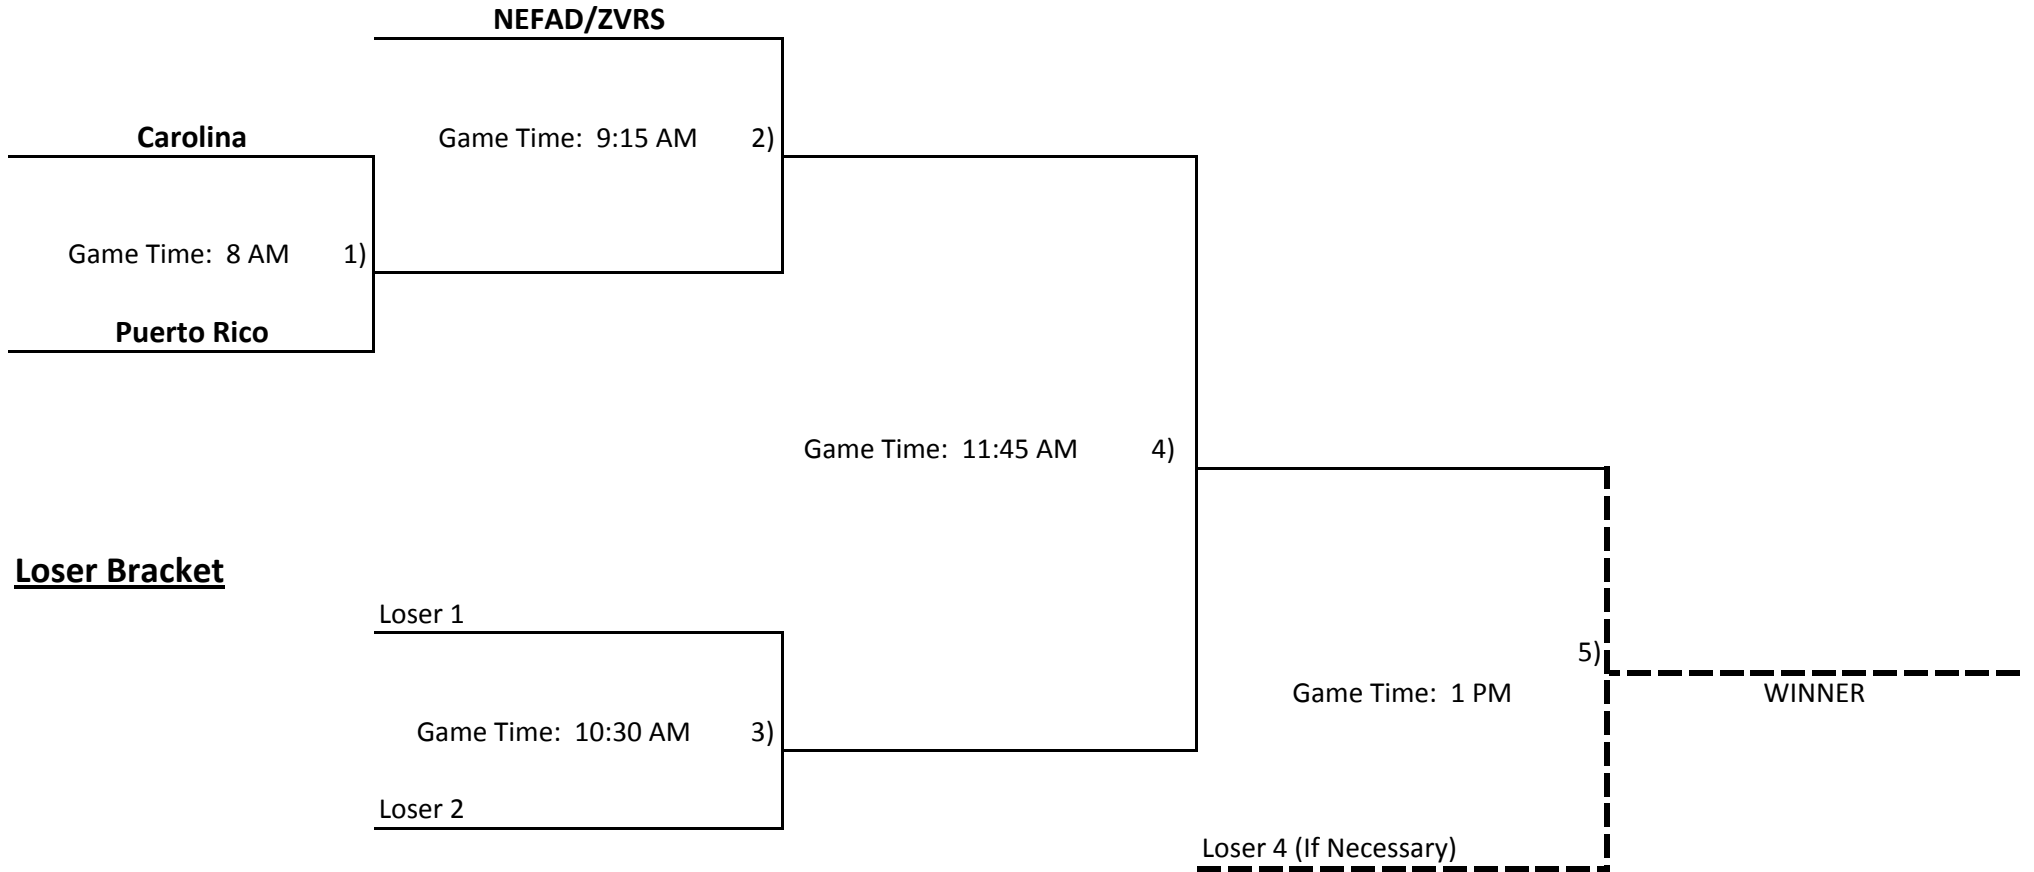 NEFAD/ZVRS
Carolina
Game Time:  9:15 AM
2)
Game Time:  8 AM
1)
Puerto Rico
Game Time:  11:45 AM
4)
Loser Bracket
Loser 1
5)
Game Time:  1 PM
WINNER
Game Time:  10:30 AM
3)
Loser 2
Loser 4 (If Necessary)